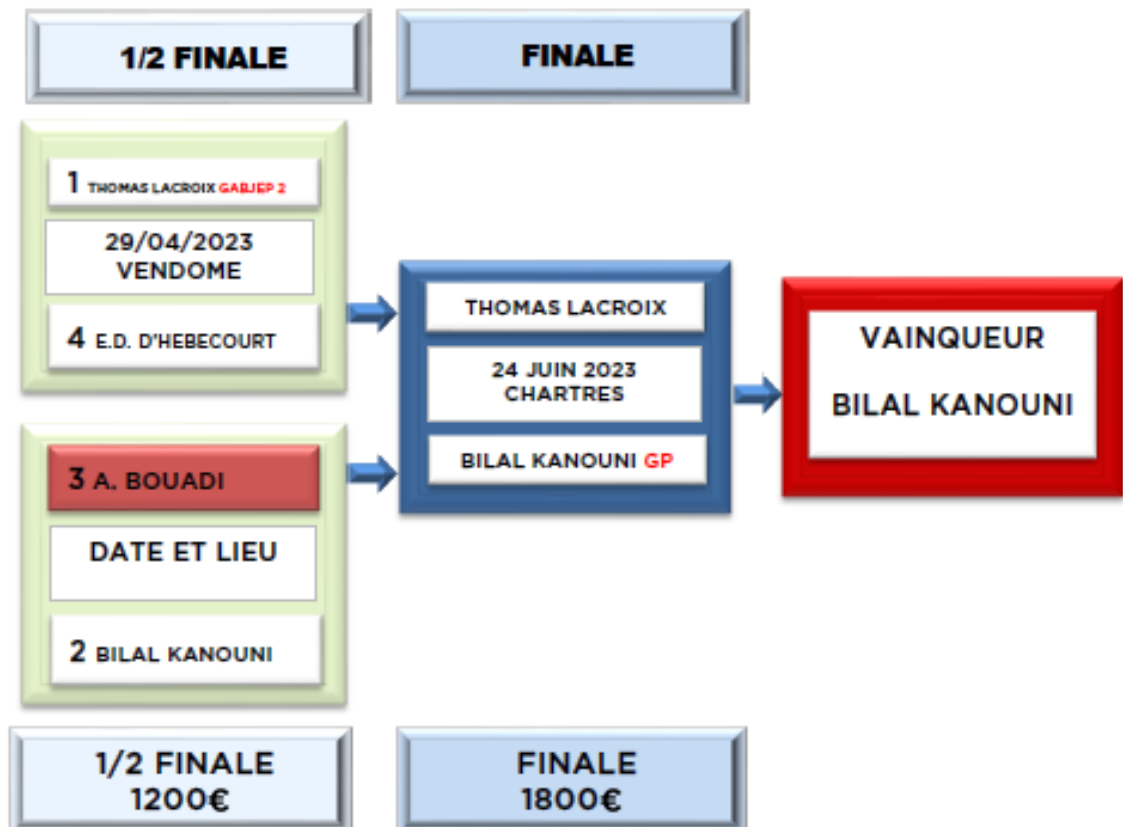 1/2 FINALE
FINALE
1 THOMAS LACROIX GABJEP 2
29/04/2023
VENDOME
4 E.D. D'HEBECOURT
3 A. BOUADI
DATE ET LIEU
2 BILAL KANOUNI
THOMAS LACROIX
24 JUIN 2023
CHARTRES
BILAL KANOUNI GP
VAINQUEUR
BILAL KANOUNI
1/2 FINALE
1200€
FINALE
1800€